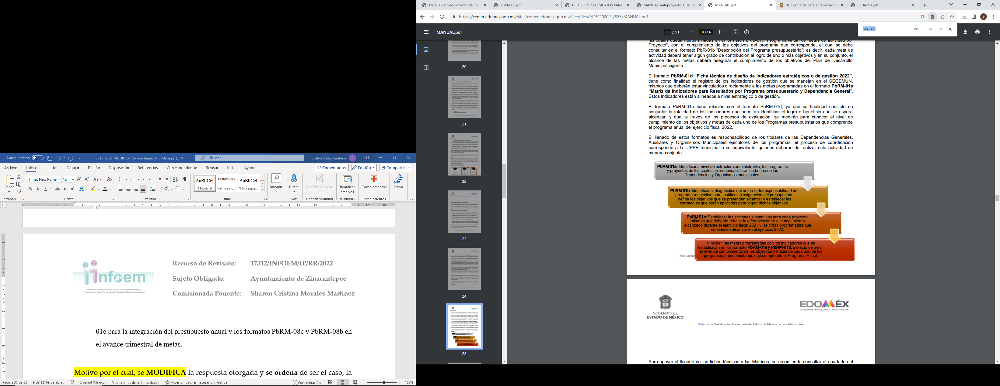 Autoguardado
17312_2022_MODIFICA_Zinacantepec_PBRMyreq (1)...
Buscar
Evelyn Souza Santana
ES
Archivo Inicio Insertar Dibujar Diseño Disposición Referencias Correspondencia Revisar Vista Ayuda
Comentarios Edición Compartir
Pegar
Times New Roma 12
N K S ab x₂ x² A A
AaBbCcI AaBbCcDdEe AaBbCcI
¶ Normal Ref. de no... ¶ Sin espa...
Edición Dictar Confidencialidad Reutilizar archivos Complementos Editor
Portapap... Fuente Párrafo Estilos Voz Confidencialidad Reutilizar... Complementos
infoem
Instituto de Transparencia, Acceso a la Información Pública y
Protección de Datos Personales del Estado de México y Municipios
Recurso de Revisión: 17312/INFOEM/IP/RR/2022
Sujeto Obligado: Ayuntamiento de Zinacantepec
Comisionada Ponente: Sharon Cristina Morales Martínez
01e para la integración del presupuesto anual y los formatos PbRM-08c y PbRM-08b en
el avance trimestral de metas.
Motivo por el cual, se MODIFICA la respuesta otorgada y se ordena de ser el caso, la
Página 37 de 55 9 de 12169 palabras Español (México) Predicciones de texto: activado Accesibilidad: es necesario investigar Concentración 150%
Detalle del Seguimiento de Solic PBRM (3).pdf CRITERIOS Y ELEMENTOS PARA MANUAL_anteproyecto_GEM_20 MANUAL.pdf 10 Formatos para anteproyecto 03_Instr3.pdf
https://cemer.edomex.gob.mx/sites/cemer.edomex.gob.mx/files/files/AIR%202021/353/MANUAL.pdf
pbr-08c 0/0
MANUAL.pdf 25 / 51 100%
20
21
22
23
24
25
las cuales quedan determinadas en el formato PbRM-01c "Programa Anual de Metas de actividad por
Proyecto", con el cumplimiento de los objetivos del programa que corresponda, el cual se debe
consultar en el formato PbR-01b "Descripción del Programa presupuestario"; es decir, cada meta de
actividad deberá tener algún grado de contribución al logro de uno o más objetivos y en su conjunto, el
alcance de las metas deberá asegurar el cumplimiento de los objetivos del Plan de Desarrollo
Municipal vigente.
El formato PbRM-01d "Ficha técnica de diseño de indicadores estratégicos o de gestión 2022",
tiene como finalidad el registro de los indicadores de gestión que se manejan en el SEGEMUN,
mismos que deberán estar vinculados directamente a las metas programadas en el formato PbRM-01e
"Matriz de Indicadores para Resultados por Programa presupuestario y Dependencia General".
Estos indicadores están alineados a nivel estratégico o de gestión.
El formato PbRM-01e tiene relación con el formato PbRM-01d, ya que su finalidad consiste en
conjuntar la totalidad de los indicadores que permitan identificar el logro o beneficio que se espera
alcanzar, y que, a través de los procesos de evaluación, se medirán para conocer el nivel de
cumplimiento de los objetivos y metas de cada uno de los Programas presupuestarios que comprende
el programa anual del ejercicio fiscal 2022.
El llenado de estos formatos es responsabilidad de los titulares de las Dependencias Generales,
Auxiliares y Organismos Municipales ejecutores de los programas, el proceso de coordinación
corresponde a la UIPPE municipal o su equivalente, quienes deberán de realizar esta actividad de
manera conjunta.
PbRM 01a: Identificar a nivel de estructura administrativa, los programas
y proyectos de los cuales se responsabilizrán cada una de las
Dependencias y Organismos municipales.
PbRM 01b: Identificar el diagnóstico del entorno de responsabilidad del
programa respectivo para justificar la asignación del presupuesto,
definir los objetivos que se pretenden alcanzar y establecer las
estrategias que serán aplicadas para lograr dichos objetivos.
PbRM 01c: Establecer las acciones sustantivas para cada proyecto,
mismas que deberán reflejar la diferencia entre el cumplimiento
alcanzado durante el ejercicio fiscal 2021 y las cifras programadas que
se estimen alcanzar en el ejercicio 2022.
Vincular las metas programadas con los indicadores que se
establezcan en los formato PbRM-01e y PbRM-01d, a efecto de medir
el nivel de cumplimiento de los objetivos y metas de cada uno de los
programas presupuestarios que comprende el Programa Anual.
Manual par
GOBIERNO DEL
ESTADO DE MÉXICO
EDOMÉX
DECISIONES FIRMES, RESULTADOS FUERTES.
Sistema de Coordinación Hacendaría del Estado de México con sus Municipios
Para apoyar el llenado de las fichas técnicas y las Matrices, se recomienda consultar el apartado del